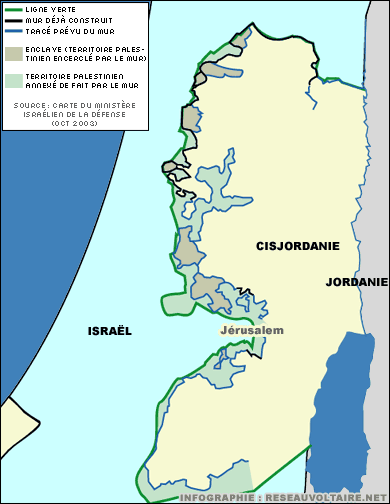 LIGNE VERTE
MUR DÉJÀ CONSTRUIT
TRACÉ PRÉVU DU MUR
ENCLAVE (TERRITOIRE PALES-
TINIEN ENCERCLÉ PAR LE MUR)
TERRITOIRE PALESTINIEN
ANNEXÉ DE FAIT PAR LE MUR
SOURCE : CARTE DU MINISTÈRE
ISRAÉLIEN DE LA DÉFENSE
(OCT 2003)
CISJORDANIE
JORDANIE
ISRAËL
Jérusalem
INFOGRAPHIE : RESEAUVOLTAIRE.NET